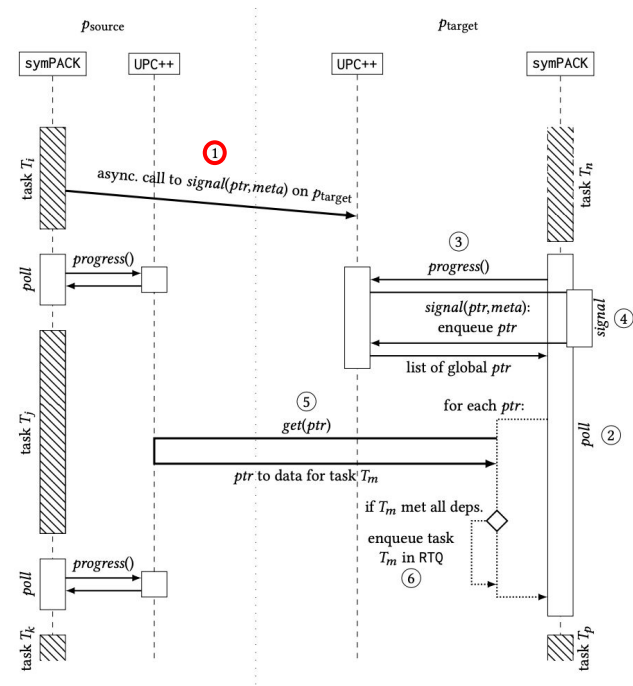 p_source
p_target
symPACK
UPC++
UPC++
symPACK
1
async. call to signal(ptr,meta) on p_target
task T_i
task T_n
3
poll
progress()
progress()
signal(ptr,meta):
enqueue ptr
signal
4
list of global ptr
for each ptr:
5
get(ptr)
task T_j
poll
2
ptr to data for task T_m
if T_m met all deps.
enqueue task
T_m in RTQ
6
poll
progress()
task T_k
task T_p